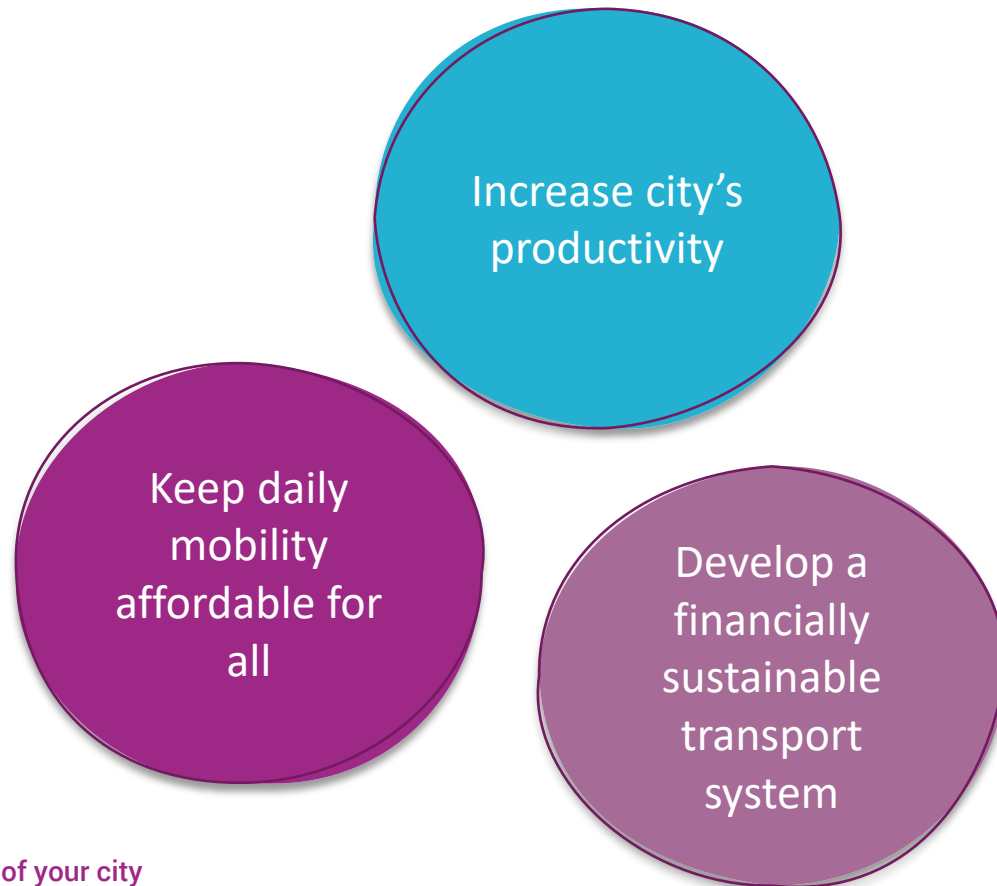 Increase city’s
productivity
Keep daily
mobility
affordable for
all
Develop a
financially
sustainable
transport
system
of your city